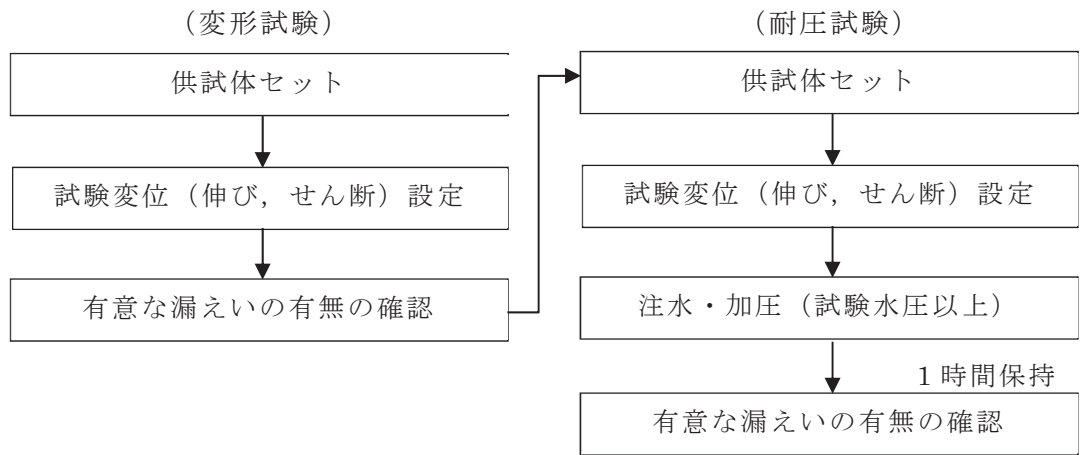 (変形試験)
供試体セット
試験変位(伸び,せん断)設定
有意な漏えいの有無の確認
(耐圧試験)
供試体セット
試験変位(伸び,せん断)設定
注水・加圧(試験水圧以上)
1時間保持
有意な漏えいの有無の確認